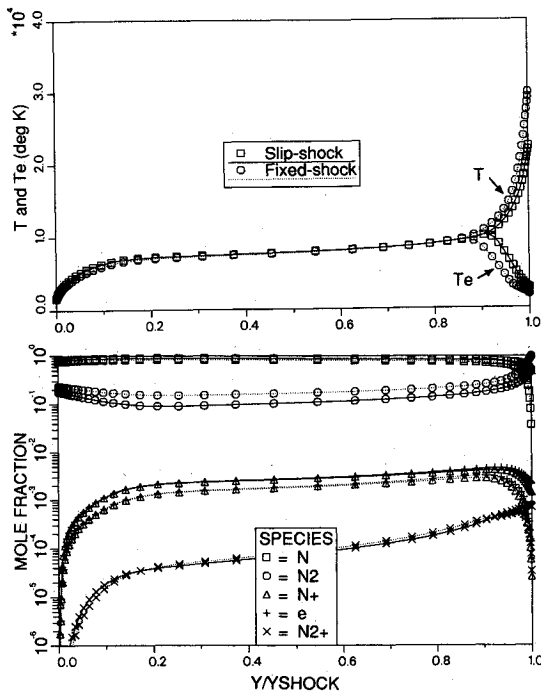 *10⁴
4.0
3.0
2.0
1.0
0.0
T and Te (deg K)
Slip-shock
Fixed-shock
T
Te
0.0 0.2 0.4 0.6 0.8 1.0
10⁰
10⁻¹
10⁻²
10⁻³
10⁻⁴
10⁻⁵
10⁻⁶
MOLE FRACTION
SPECIES
= N
= N2
= N+
= e
= N2+
0.0 0.2 0.4 0.6 0.8 1.0
Y/YSHOCK